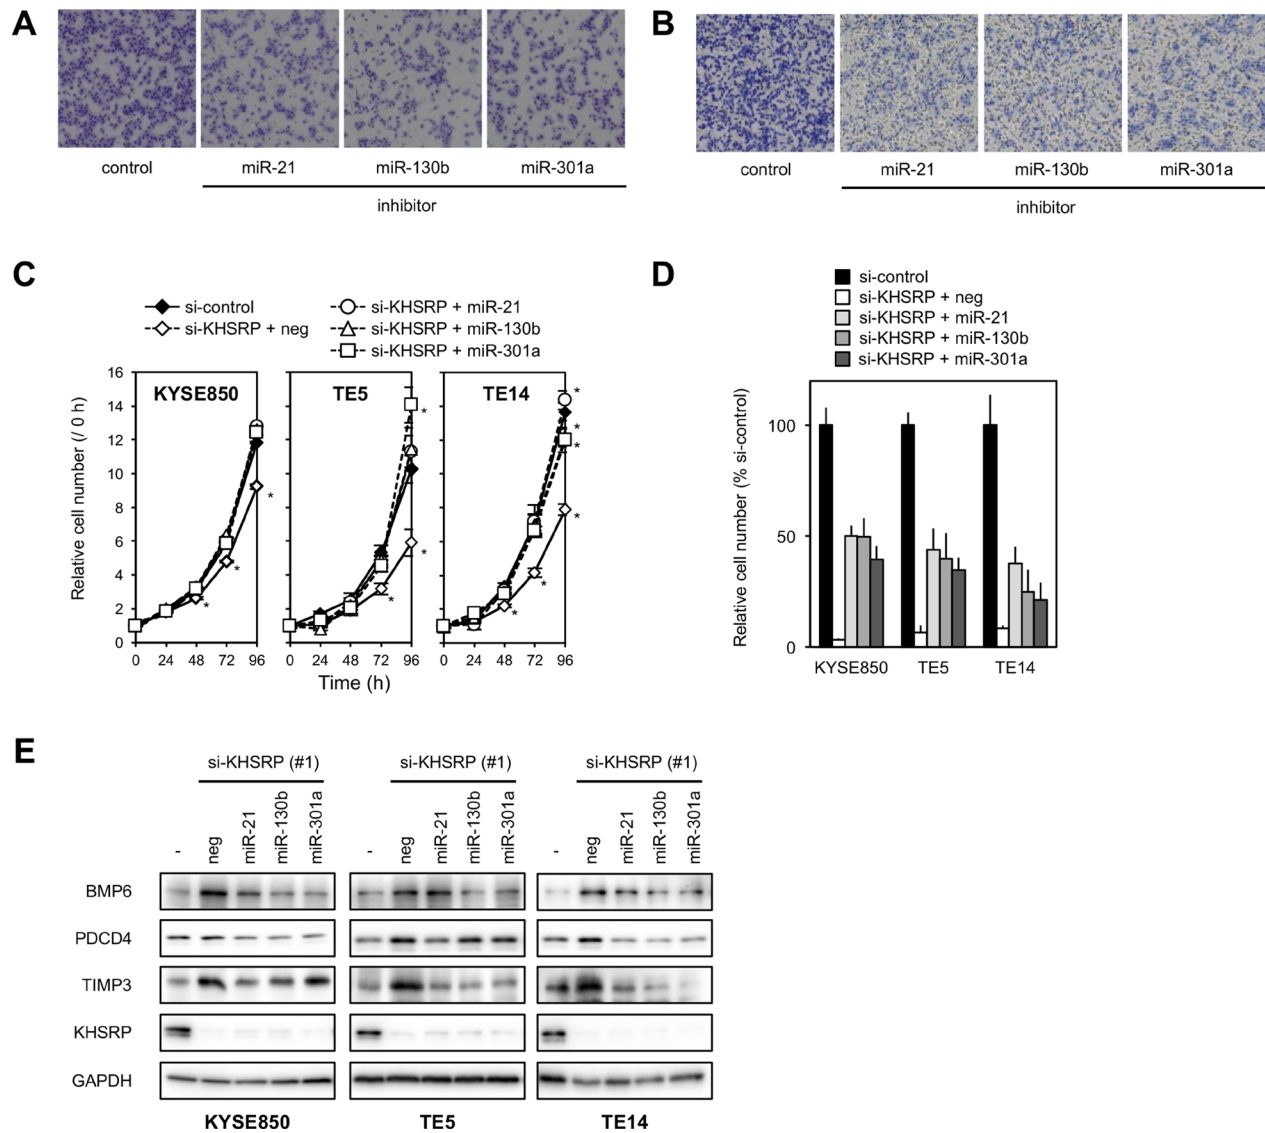 A
control
miR-21
miR-130b
miR-301a
inhibitor
B
control
miR-21
miR-130b
miR-301a
inhibitor
C
si-control
si-KHSRP + neg
si-KHSRP + miR-21
si-KHSRP + miR-130b
si-KHSRP + miR-301a
Relative cell number (/ 0 h)
16
14
12
10
8
6
4
2
0
KYSE850
*
*
*
0 24 48 72 96
TE5
*
*
*
0 24 48 72 96
TE14
*
*
*
*
*
*
0 24 48 72 96
Time (h)
D
si-control
si-KHSRP + neg
si-KHSRP + miR-21
si-KHSRP + miR-130b
si-KHSRP + miR-301a
Relative cell number (% si-control)
100
50
0
KYSE850 TE5 TE14
E
si-KHSRP (#1)
- neg miR-21 miR-130b miR-301a
si-KHSRP (#1)
- neg miR-21 miR-130b miR-301a
si-KHSRP (#1)
- neg miR-21 miR-130b miR-301a
BMP6
PDCD4
TIMP3
KHSRP
GAPDH
KYSE850 TE5 TE14